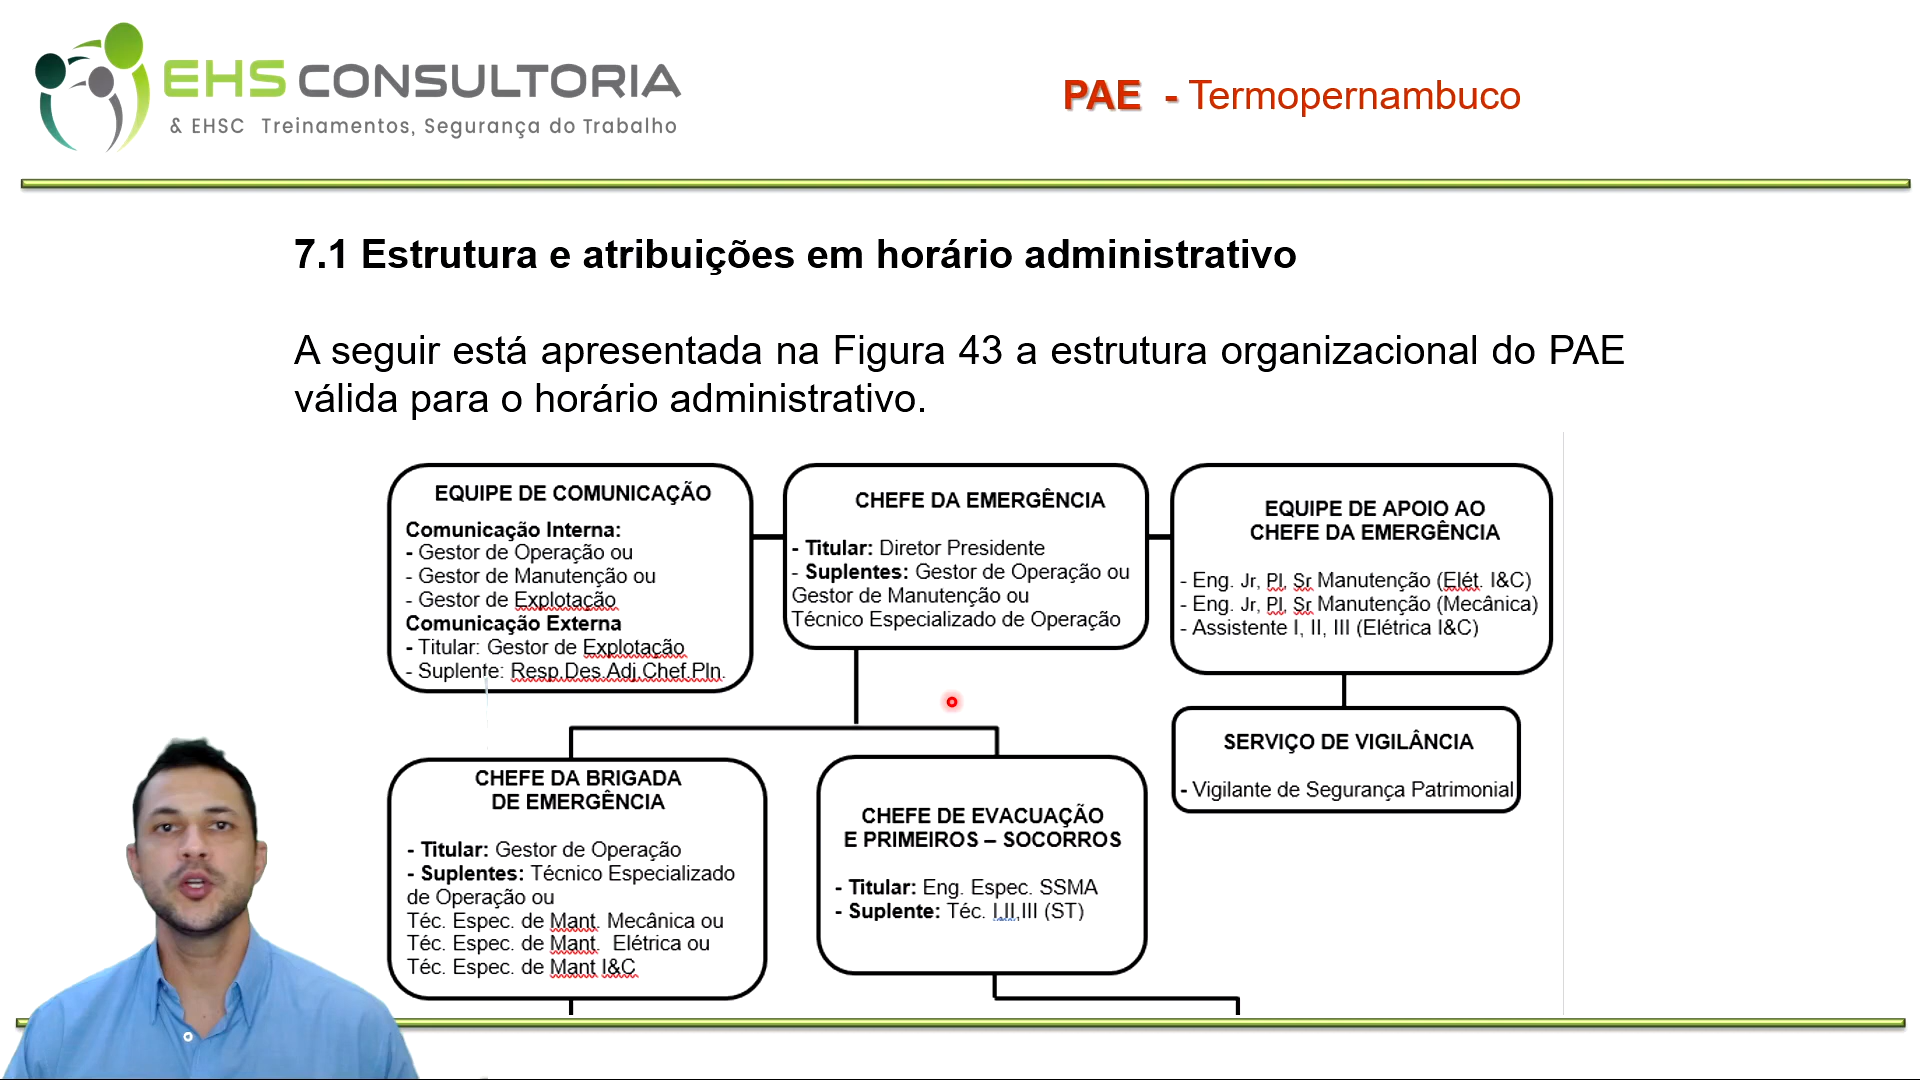 EHS CONSULTORIA
& EHSC Treinamentos, Segurança do Trabalho
PAE - Termopernambuco
7.1 Estrutura e atribuições em horário administrativo
A seguir está apresentada na Figura 43 a estrutura organizacional do PAE
válida para o horário administrativo.
EQUIPE DE COMUNICAÇÃO
Comunicação Interna:
- Gestor de Operação ou
- Gestor de Manutenção ou
- Gestor de Explotação
Comunicação Externa
- Titular: Gestor de Explotação
- Suplente: Resp.Des.Adj.Chef.Pln.
CHEFE DA EMERGÊNCIA
- Titular: Diretor Presidente
- Suplentes: Gestor de Operação ou
Gestor de Manutenção ou
Técnico Especializado de Operação
EQUIPE DE APOIO AO
CHEFE DA EMERGÊNCIA
- Eng. Jr, Pl, Sr Manutenção (Elét. I&C)
- Eng. Jr, Pl, Sr Manutenção (Mecânica)
- Assistente I, II, III (Elétrica I&C)
SERVIÇO DE VIGILÂNCIA
- Vigilante de Segurança Patrimonial
CHEFE DA BRIGADA
DE EMERGÊNCIA
- Titular: Gestor de Operação
- Suplentes: Técnico Especializado
de Operação ou
Téc. Espec. de Mant. Mecânica ou
Téc. Espec. de Mant. Elétrica ou
Téc. Espec. de Mant I&C
CHEFE DE EVACUAÇÃO
E PRIMEIROS – SOCORROS
- Titular: Eng. Espec. SSMA
- Suplente: Téc. I,II,III (ST)